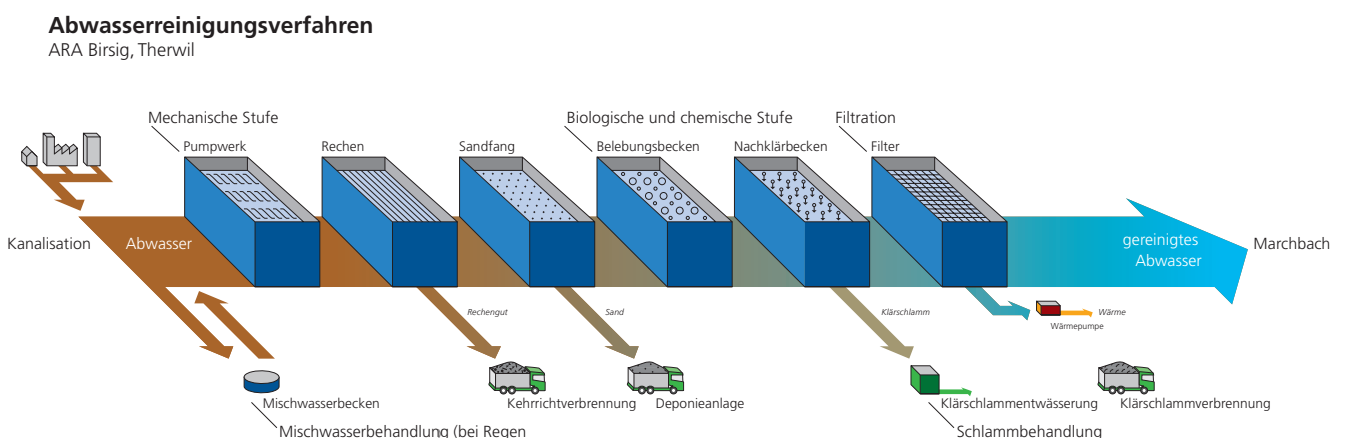 Abwasserreinigungsverfahren
ARA Birsig, Therwil
Mechanische Stufe
Biologische und chemische Stufe
Filtration
Pumpwerk
Rechen
Sandfang
Belebungsbecken
Nachklärbecken
Filter
Kanalisation
Abwasser
gereinigtes
Abwasser
Marchbach
Rechengut
Sand
Klärschlamm
Wärme
Wärmepumpe
Mischwasserbecken
Kehrrichtverbrennung
Deponieanlage
Klärschlammentwässerung
Klärschlammverbrennung
Mischwasserbehandlung (bei Regen
Schlammbehandlung